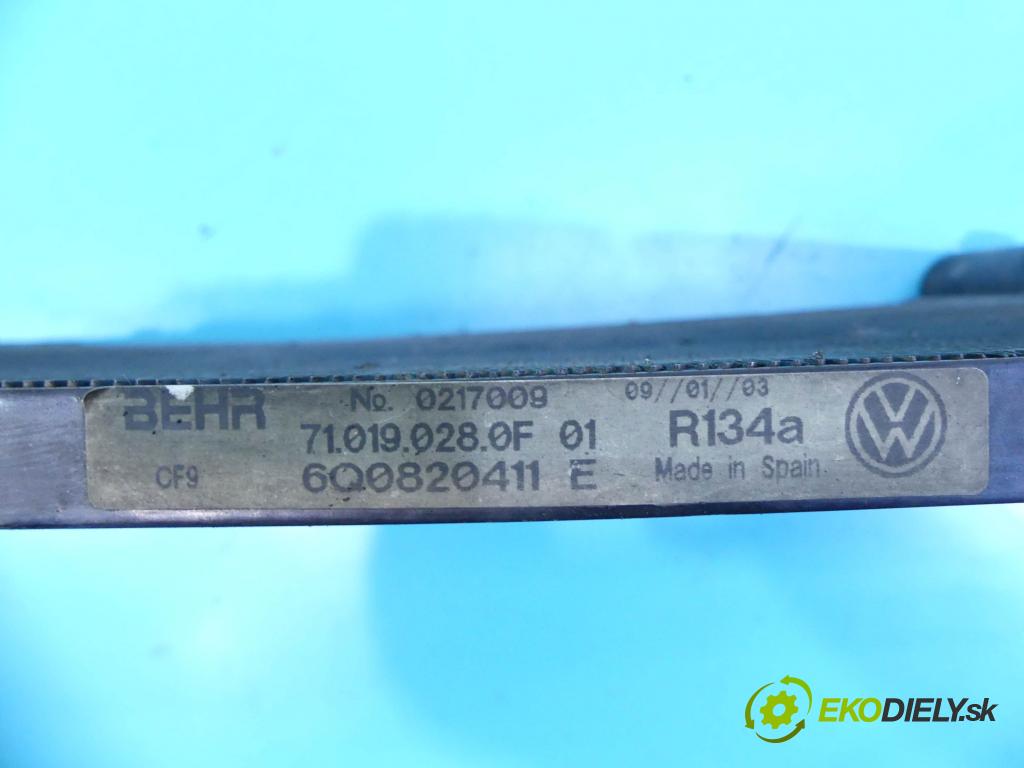 BEHR No. 0217009 09//01//03
71.019.028.0F 01 R134a
CF9 6Q0820411 E Made in Spain
VW
EKODIELY.sk